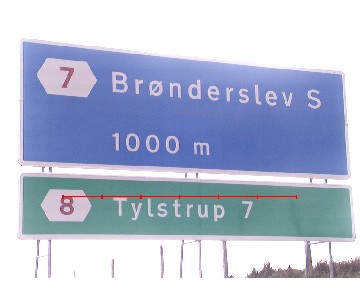 7 Brønderslev S
1000 m
8 Tylstrup 7